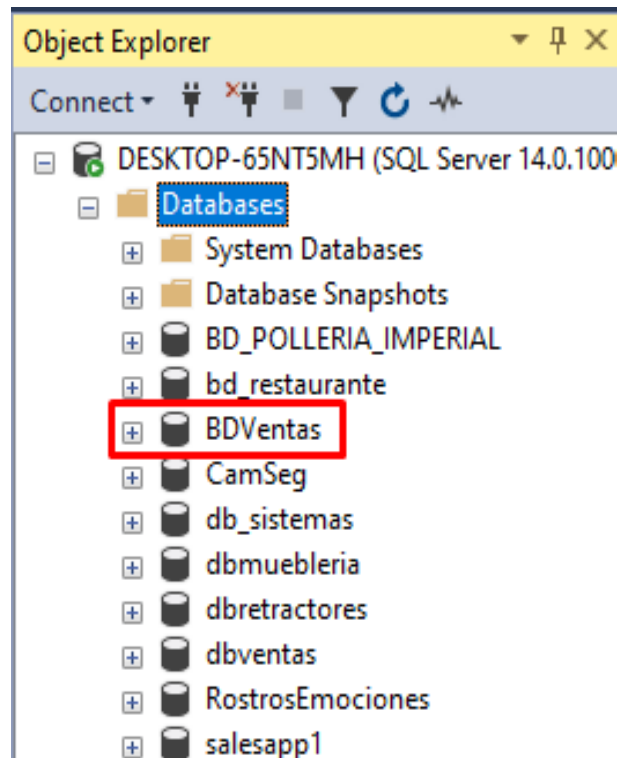 Object Explorer
Connect
DESKTOP-65NT5MH (SQL Server 14.0.100
Databases
System Databases
Database Snapshots
BD_POLLERIA_IMPERIAL
bd_restaurante
BDVentas
CamSeg
db_sistemas
dbmuebleria
dbretractores
dbventas
RostrosEmociones
salesapp1